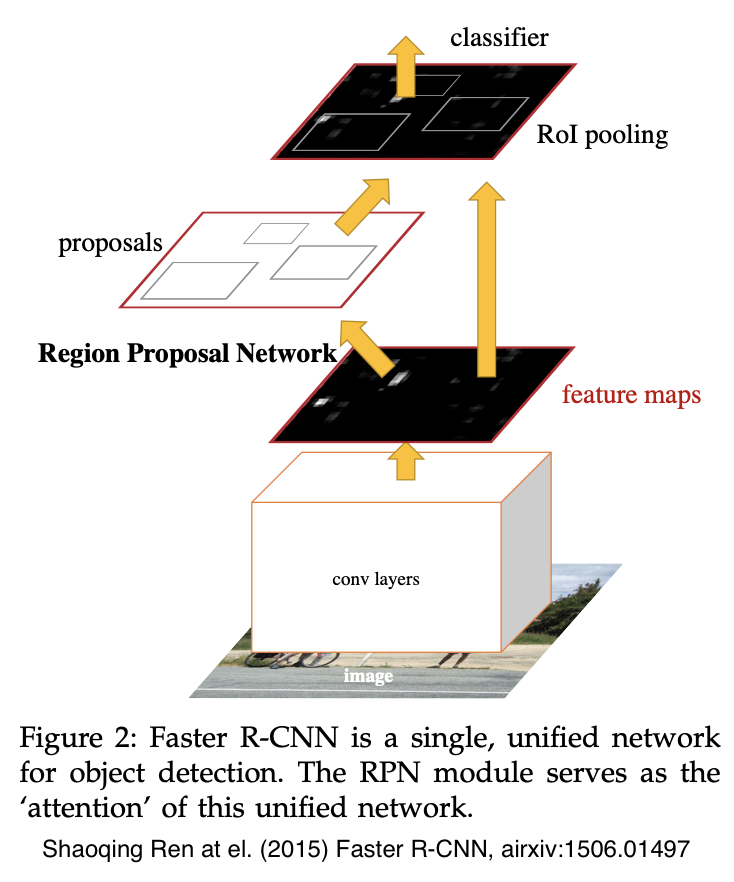 classifier
RoI pooling
proposals
Region Proposal Network
feature maps
conv layers
image
Figure 2: Faster R-CNN is a single, unified network
for object detection. The RPN module serves as the
‘attention’ of this unified network.
Shaoqing Ren at el. (2015) Faster R-CNN, airxiv:1506.01497